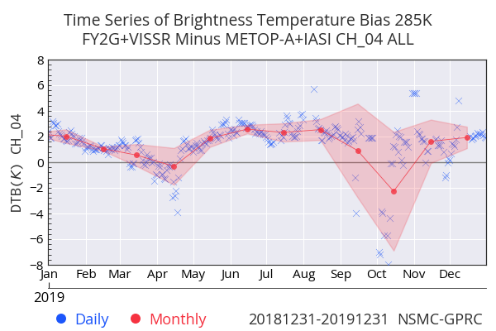 Time Series of Brightness Temperature Bias 285K
FY2G+VISSR Minus METOP-A+IASI CH_04 ALL
DTB(K) CH_04
8
6
4
2
0
−2
−4
−6
−8
Jan Feb Mar Apr May Jun Jul Aug Sep Oct Nov Dec
2019
Daily Monthly 20181231-20191231 NSMC-GPRC